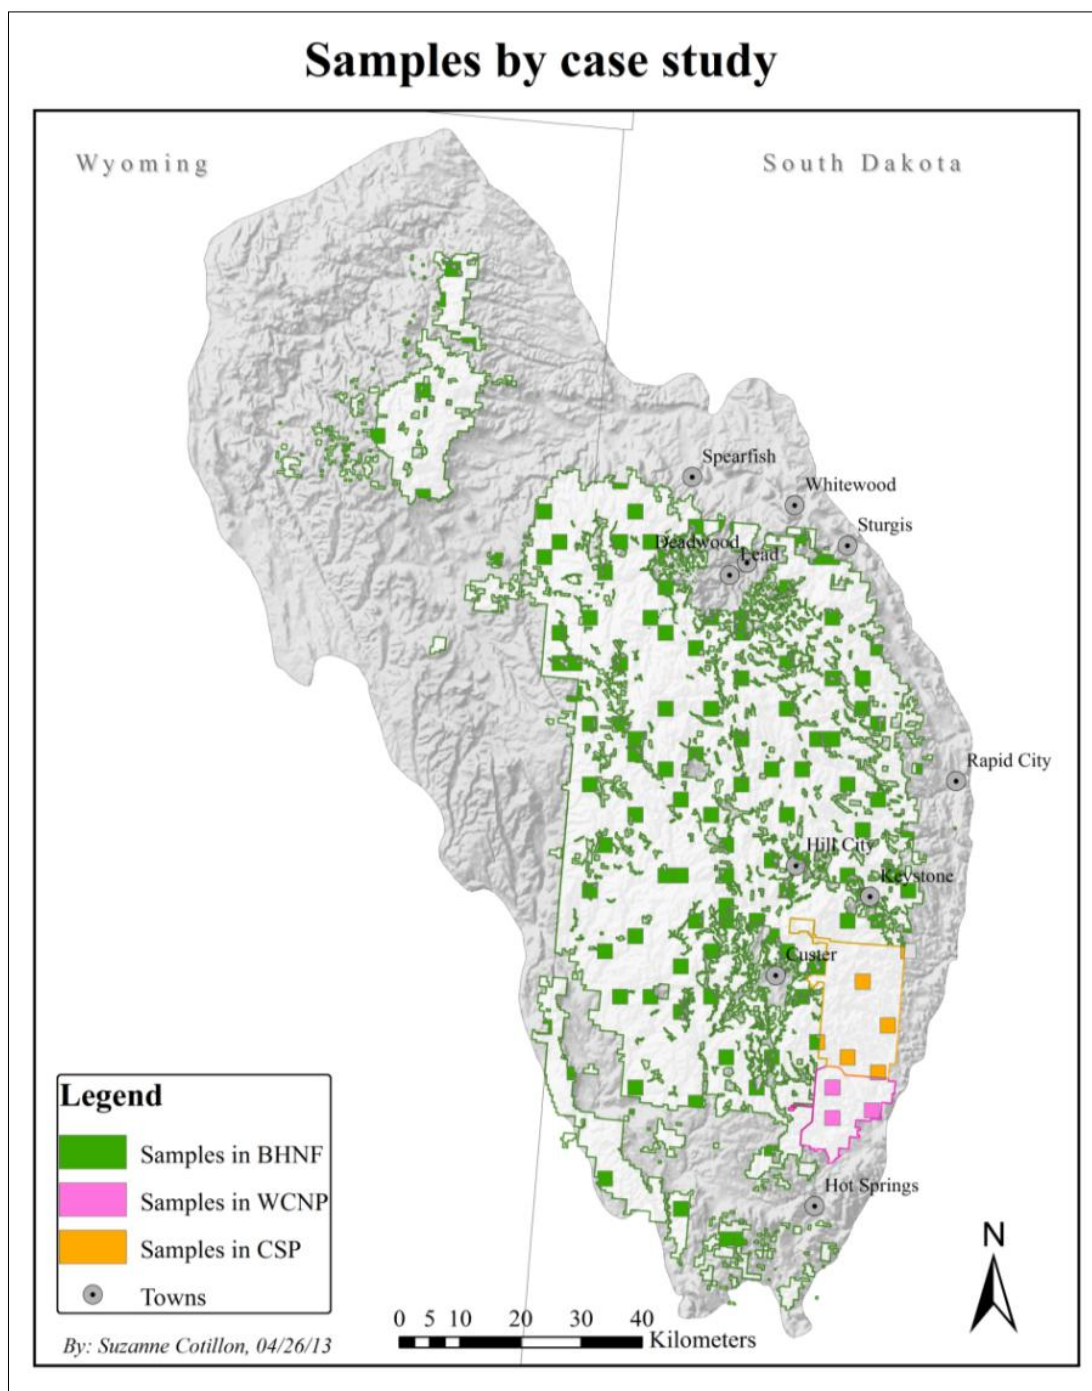 Samples by case study
Wyoming
South Dakota
Spearfish
Whitewood
Sturgis
Deadwood
Lead
Rapid City
Hill City
Keystone
Custer
Hot Springs
Legend
Samples in BHNF
Samples in WCNP
Samples in CSP
Towns
By: Suzanne Cotillon, 04/26/13
0 5 10 20 30 40
Kilometers
N